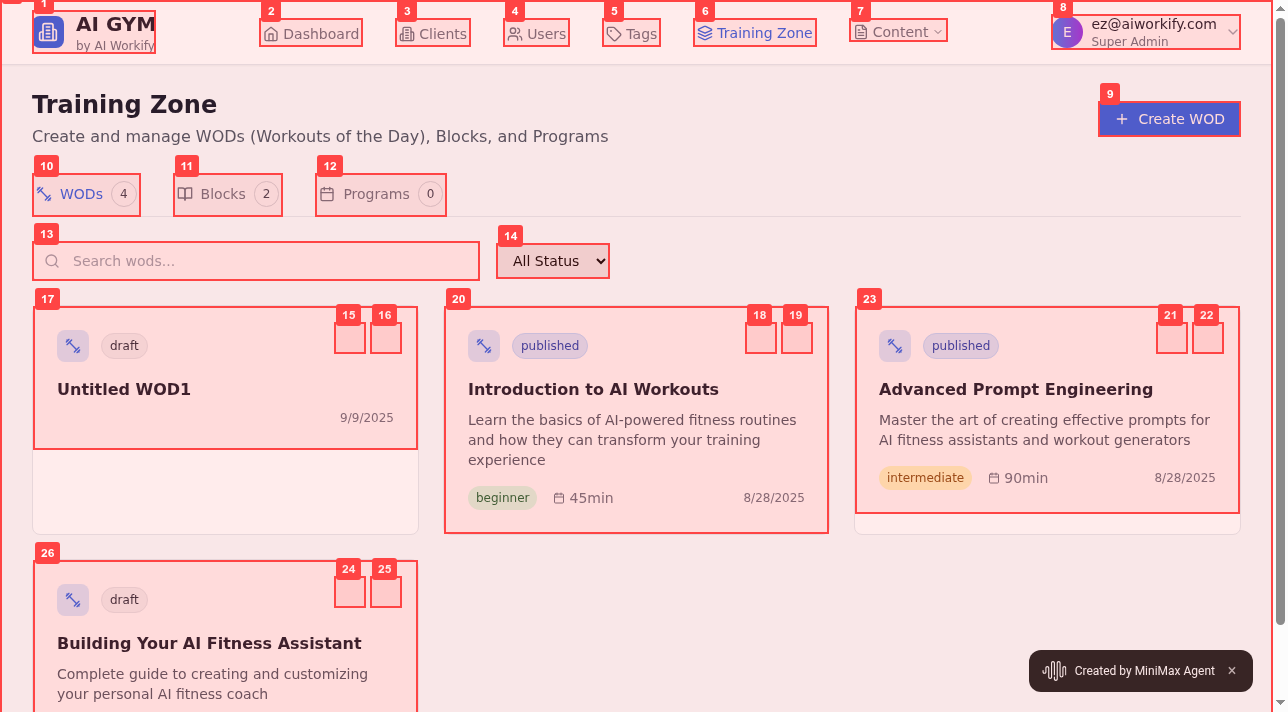 1
AI GYM
by AI Workify
2
Dashboard
3
Clients
4
Users
5
Tags
6
Training Zone
7
Content
8
E
ez@aiworkify.com
Super Admin
Training Zone
Create and manage WODs (Workouts of the Day), Blocks, and Programs
9
Create WOD
10
WODs 4
11
Blocks 2
12
Programs 0
13
Search wods...
14
All Status
17
15
16
draft
Untitled WOD1
9/9/2025
20
18
19
published
Introduction to AI Workouts
Learn the basics of AI-powered fitness routines
and how they can transform your training
experience
beginner
45min
8/28/2025
23
21
22
published
Advanced Prompt Engineering
Master the art of creating effective prompts for
AI fitness assistants and workout generators
intermediate
90min
8/28/2025
26
24
25
draft
Building Your AI Fitness Assistant
Complete guide to creating and customizing
your personal AI fitness coach
Created by MiniMax Agent ×